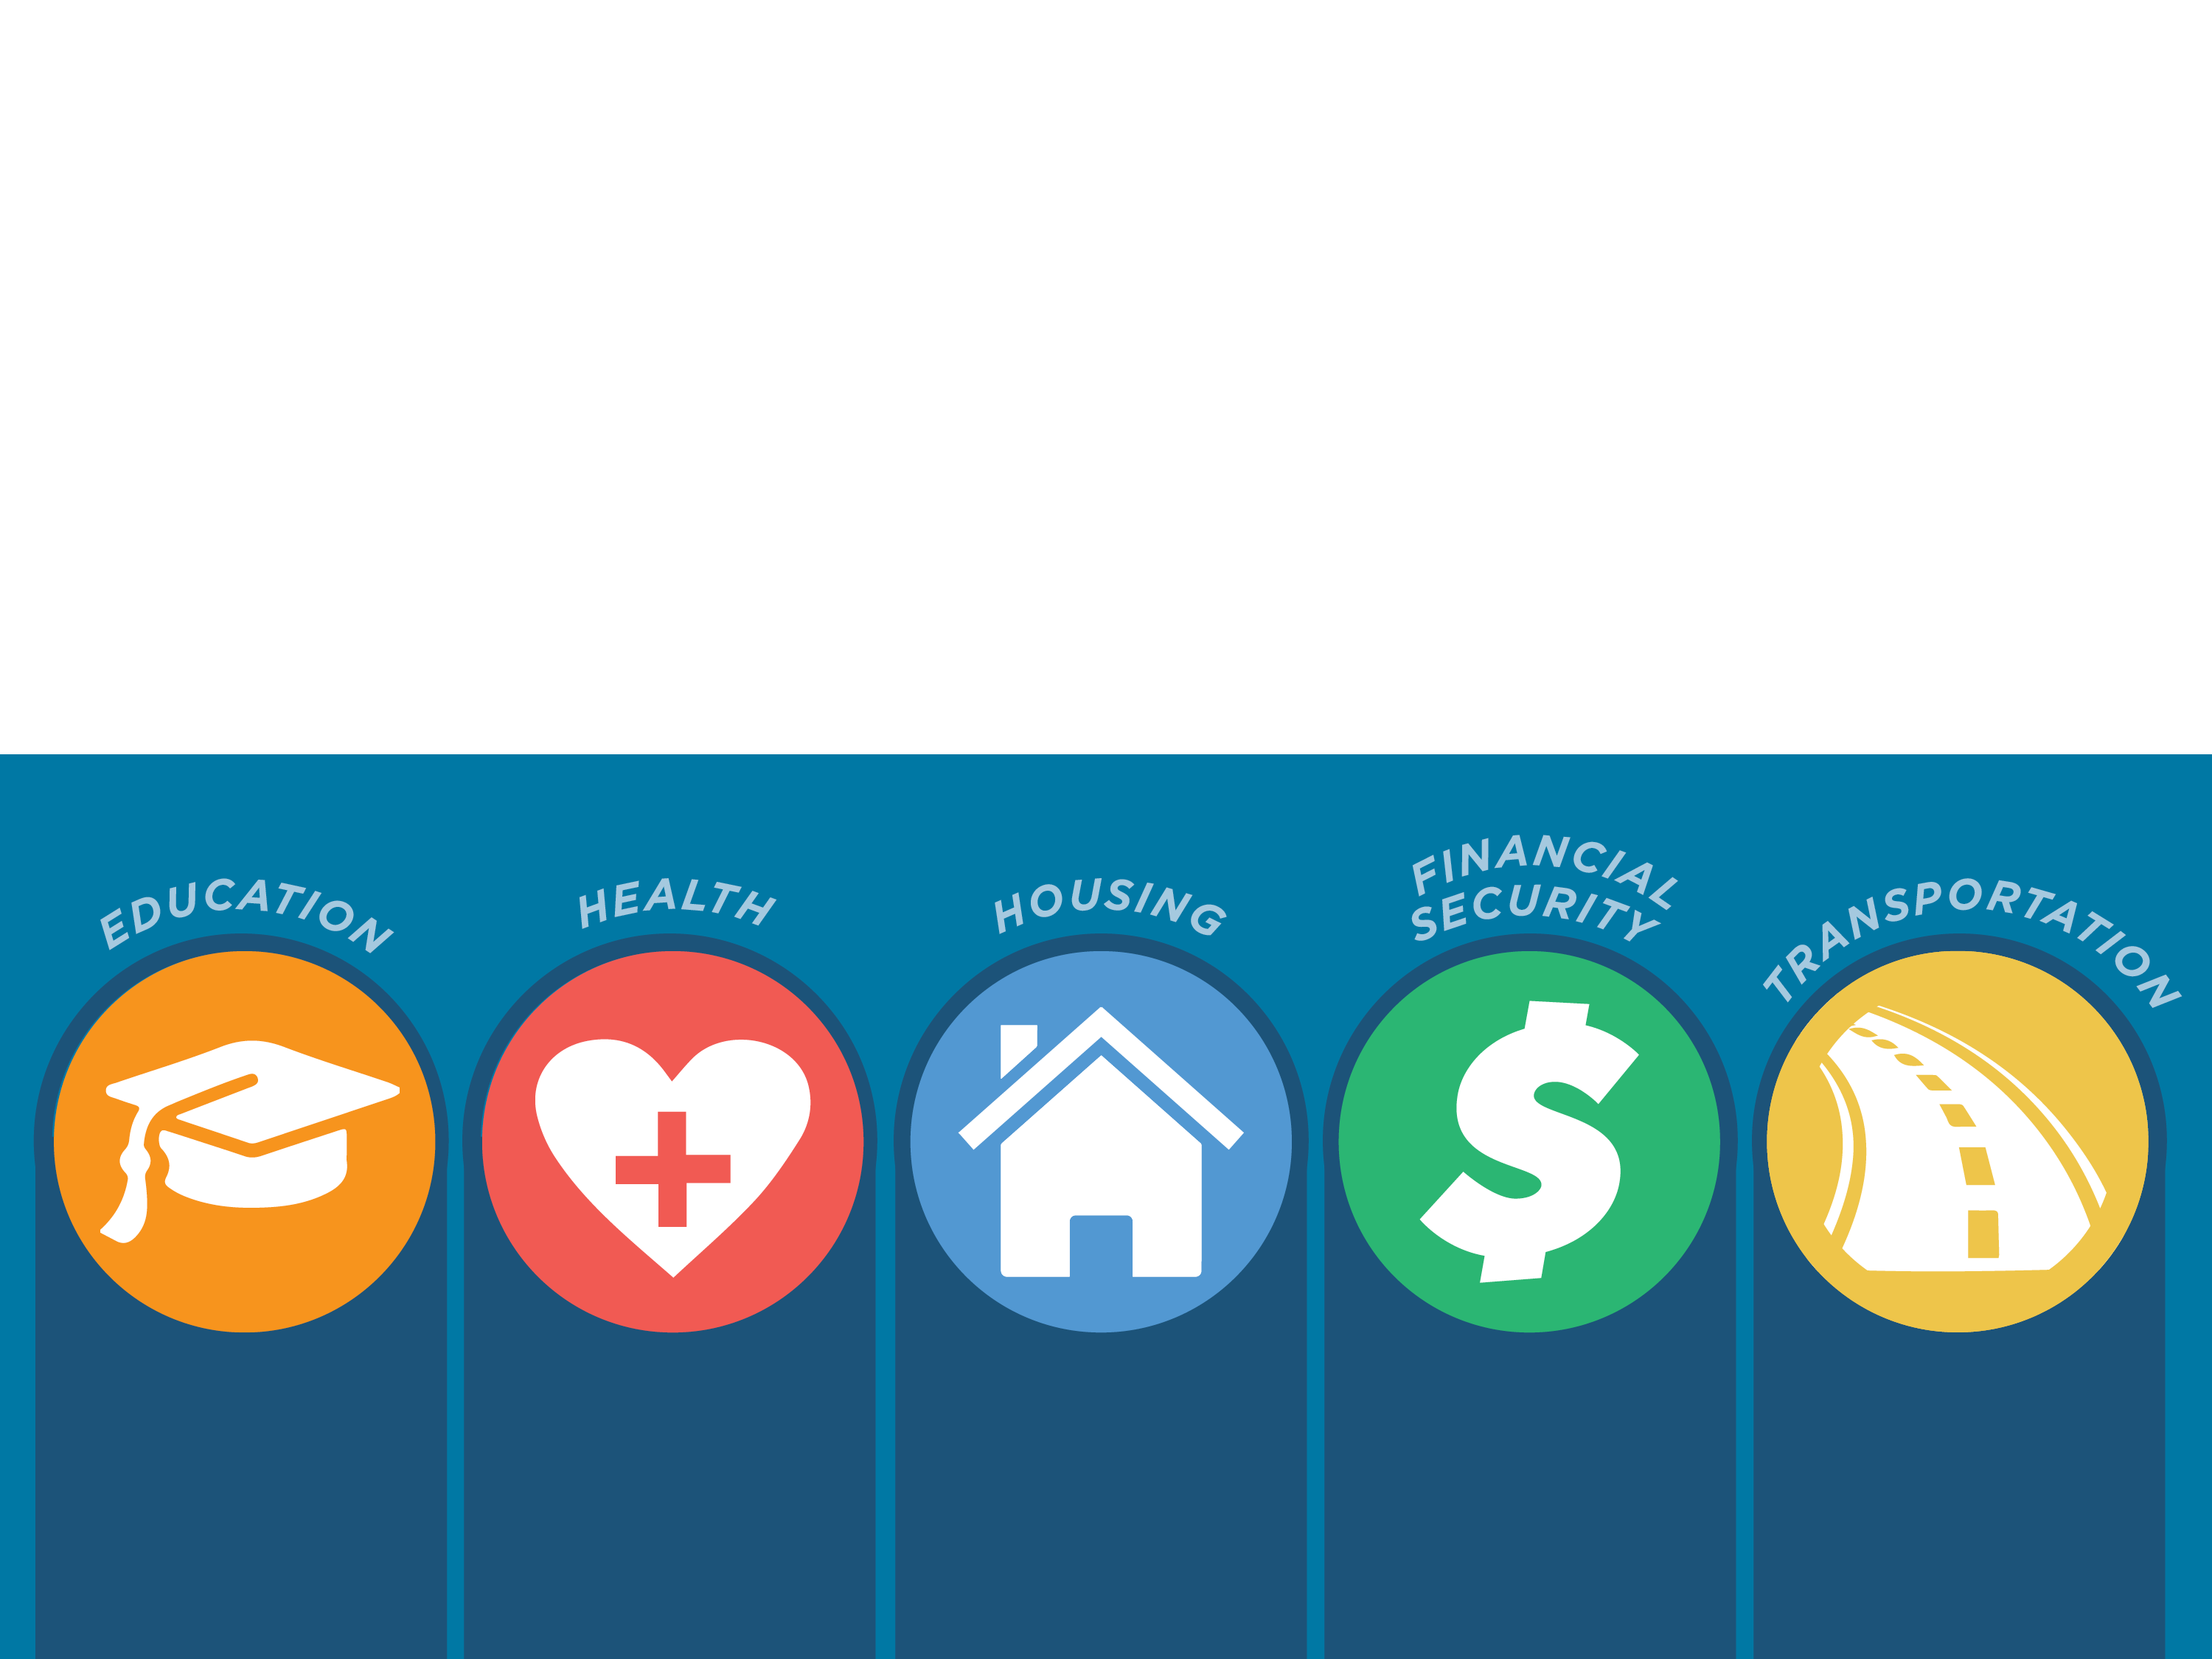 EDUCATION
HEALTH
HOUSING
FINANCIAL
SECURITY
TRANSPORTATION